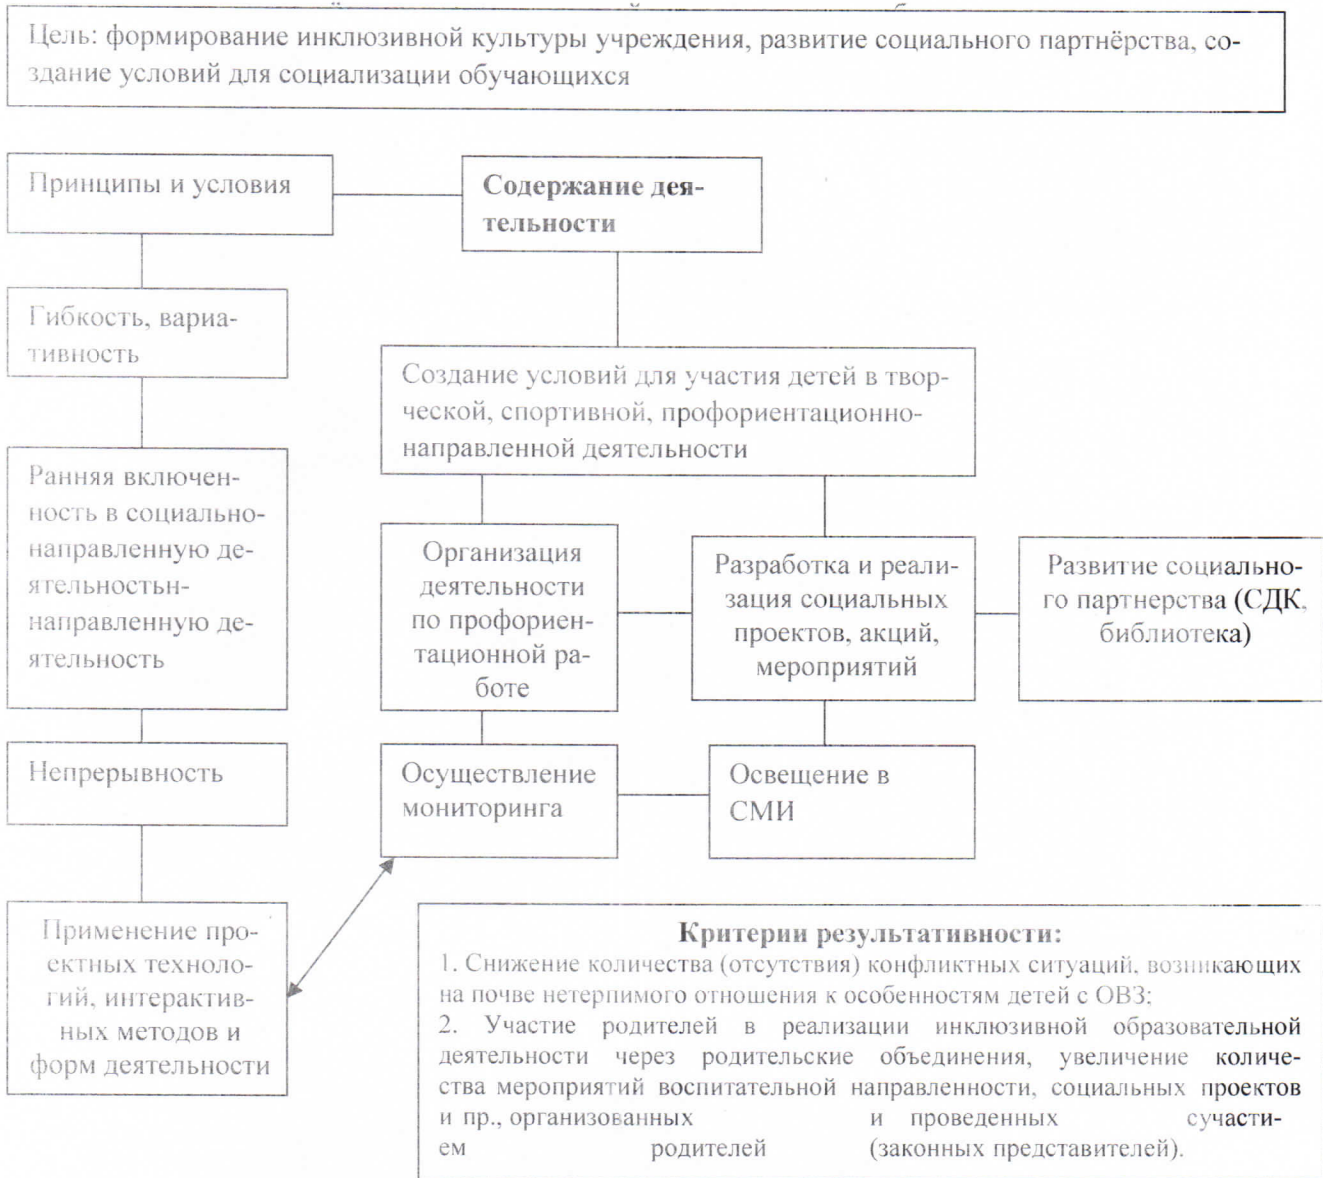 Цель: формирование инклюзивной культуры учреждения, развитие социального партнёрства, со-
здание условий для социализации обучающихся
Принципы и условия
Содержание дея-
тельности
Гибкость, вариа-
тивность
Создание условий для участия детей в твор-
ческой, спортивной, профориентационно-
направленной деятельности
Ранняя включен-
ность в социально-
направленную де-
ятельностьн-
направленную де-
ятельность
Организация
деятельности
по профориен-
тационной ра-
боте
Разработка и реали-
зация социальных
проектов, акций,
мероприятий
Развитие социально-
го партнерства (СДК,
библиотека)
Непрерывность
Осуществление
мониторинга
Освещение в
СМИ
Применение про-
ектных техноло-
гий, интерактив-
ных методов и
форм деятельности
Критерии результативности:
1. Снижение количества (отсутствия) конфликтных ситуаций, возникающих
на почве нетерпимого отношения к особенностям детей с ОВЗ;
2. Участие родителей в реализации инклюзивной образовательной
деятельности через родительские объединения, увеличение количе-
ства мероприятий воспитательной направленности, социальных проектов
и пр., организованных и проведенных сучасти-
ем родителей (законных представителей).